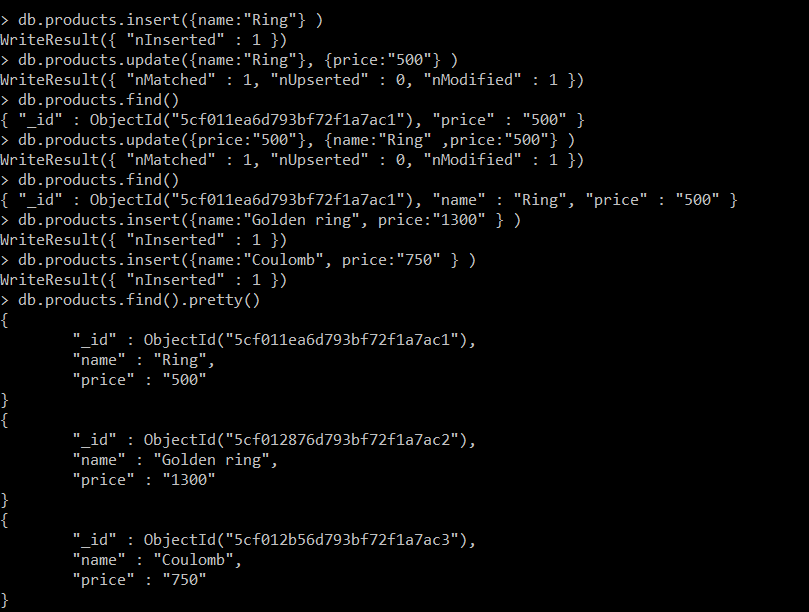 > db.products.insert({name:"Ring"} )
WriteResult({ "nInserted" : 1 })
> db.products.update({name:"Ring"}, {price:"500"} )
WriteResult({ "nMatched" : 1, "nUpserted" : 0, "nModified" : 1 })
> db.products.find()
{ "_id" : ObjectId("5cf011ea6d793bf72f1a7ac1"), "price" : "500" }
> db.products.update({price:"500"}, {name:"Ring" ,price:"500"} )
WriteResult({ "nMatched" : 1, "nUpserted" : 0, "nModified" : 1 })
> db.products.find()
{ "_id" : ObjectId("5cf011ea6d793bf72f1a7ac1"), "name" : "Ring", "price" : "500" }
> db.products.insert({name:"Golden ring", price:"1300" } )
WriteResult({ "nInserted" : 1 })
> db.products.insert({name:"Coulomb", price:"750" } )
WriteResult({ "nInserted" : 1 })
> db.products.find().pretty()
{
        "_id" : ObjectId("5cf011ea6d793bf72f1a7ac1"),
        "name" : "Ring",
        "price" : "500"
}
{
        "_id" : ObjectId("5cf012876d793bf72f1a7ac2"),
        "name" : "Golden ring",
        "price" : "1300"
}
{
        "_id" : ObjectId("5cf012b56d793bf72f1a7ac3"),
        "name" : "Coulomb",
        "price" : "750"
}